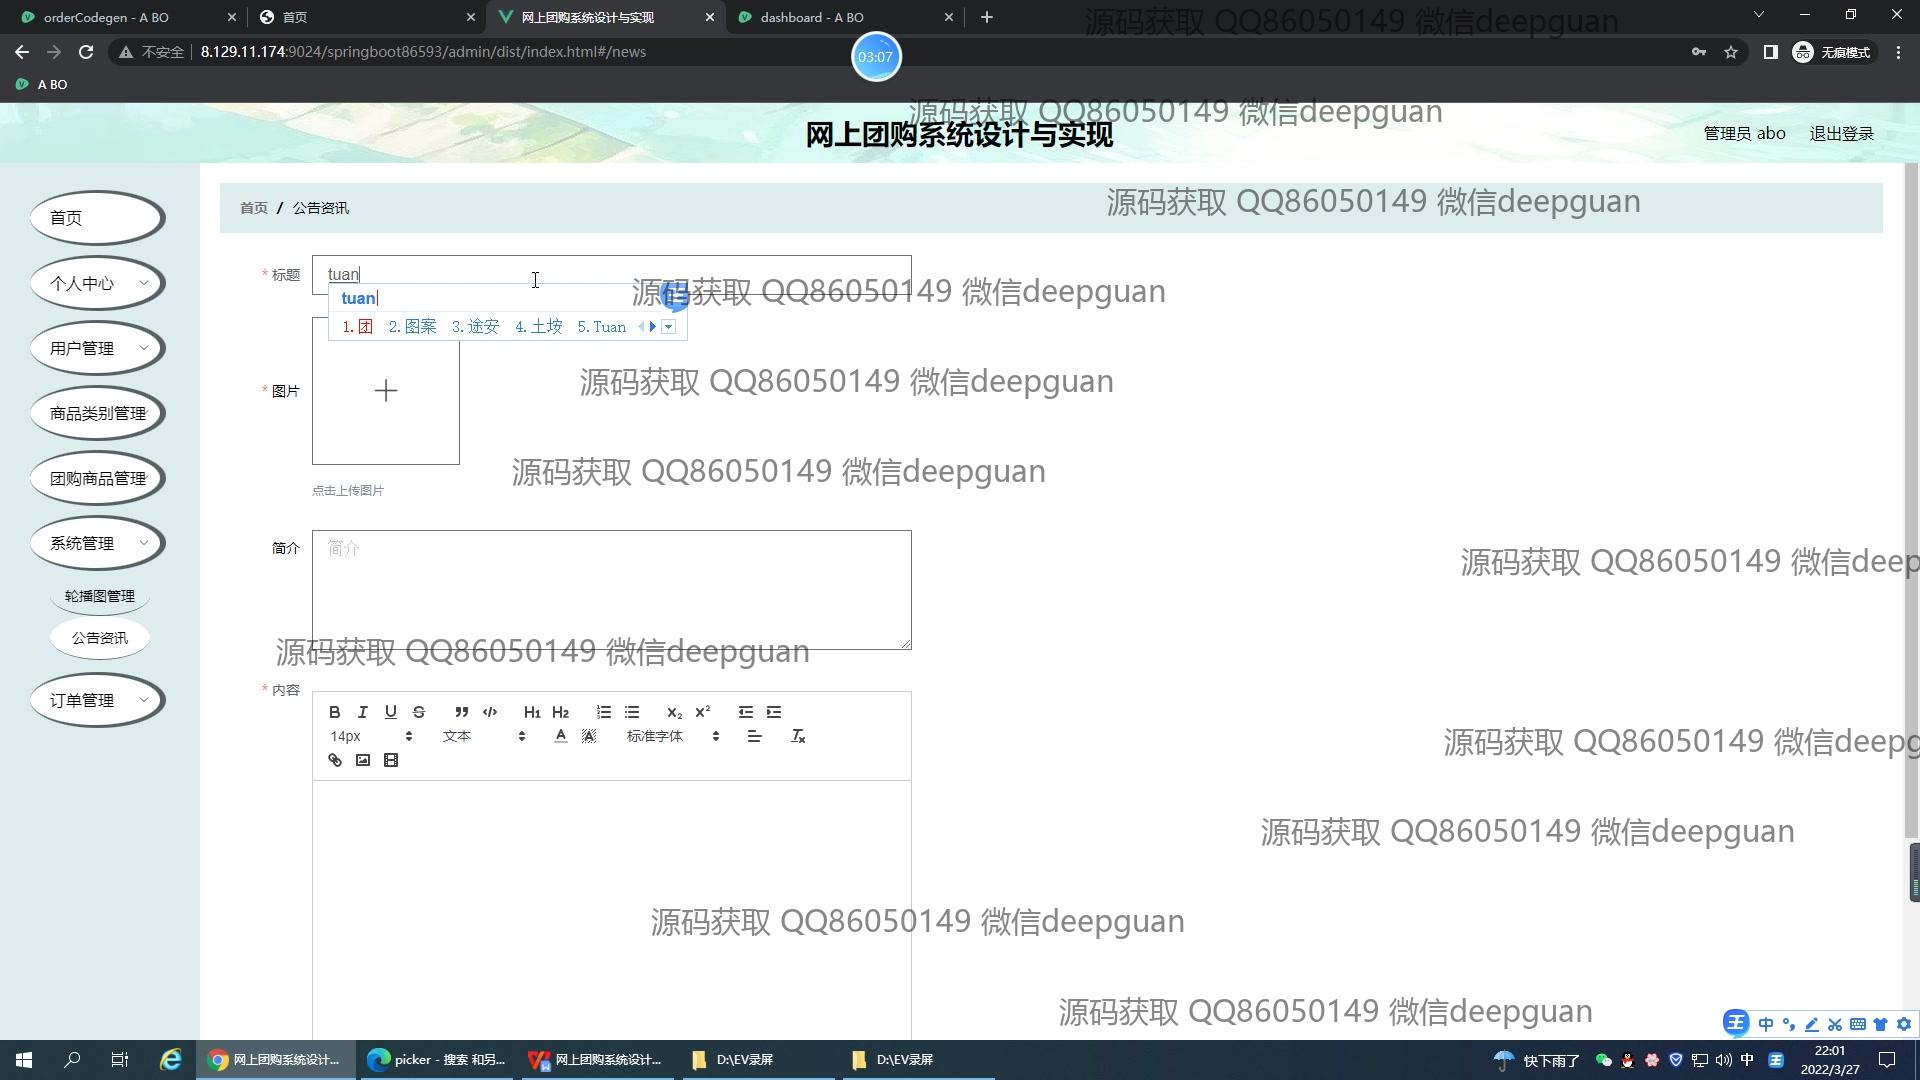 orderCodegen - A BO
首页
网上团购系统设计与实现
dashboard - A BO
不安全
8.129.11.174:9024/springboot86593/admin/dist/index.html#/news
03:07
无痕模式
A BO
源码获取 QQ86050149 微信deepguan
源码获取 QQ86050149 微信deepguan
网上团购系统设计与实现
管理员 abo
退出登录
首页 / 公告资讯
源码获取 QQ86050149 微信deepguan
首页
个人中心
用户管理
商品类别管理
团购商品管理
系统管理
轮播图管理
公告资讯
订单管理
* 标题
tuan
tuan
1.团 2.图案 3.途安 4.土垵 5.Tuan
源码获取 QQ86050149 微信deepguan
* 图片
源码获取 QQ86050149 微信deepguan
点击上传图片
源码获取 QQ86050149 微信deepguan
简介
简介
源码获取 QQ86050149 微信deep
源码获取 QQ86050149 微信deepguan
* 内容
B I U S H1 H2 X2 X2
14px 文本 A A 标准字体
源码获取 QQ86050149 微信deepg
源码获取 QQ86050149 微信deepguan
源码获取 QQ86050149 微信deepguan
源码获取 QQ86050149 微信deepguan
王 中
网上团购系统设计...
picker - 搜索 和另...
网上团购系统设计...
D:\EV录屏
D:\EV录屏
快下雨了
中
22:01
2022/3/27